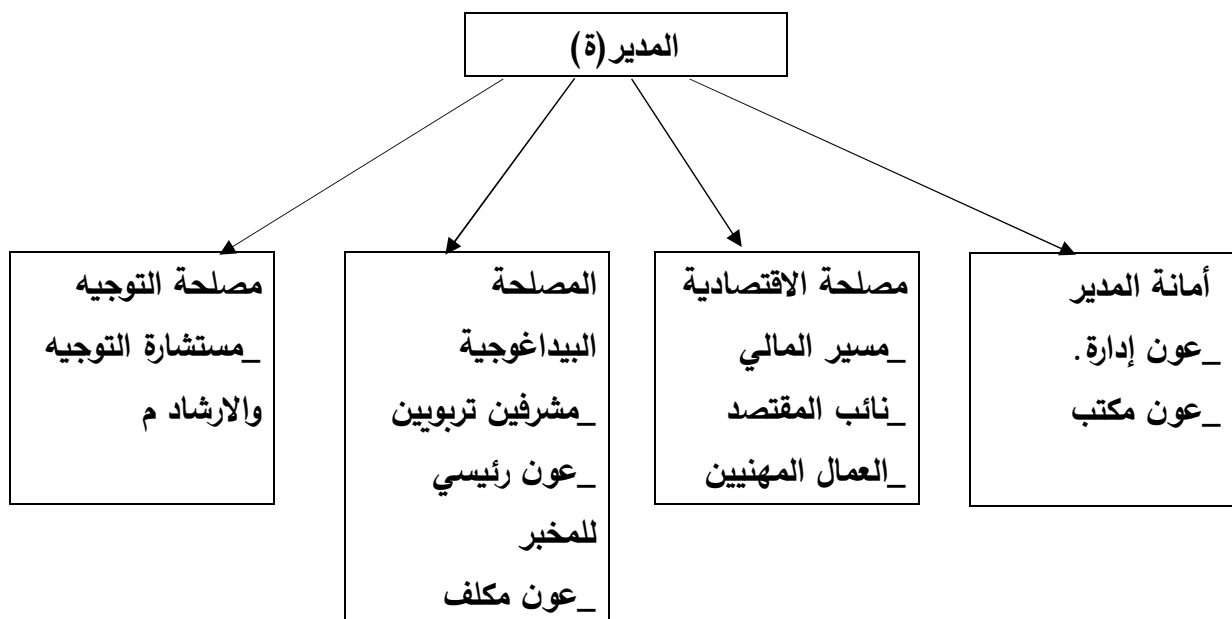 المدير(ة)
أمانة المدير
_عون إدارة.
_عون مكتب
مصلحة الاقتصادية
_مسير المالي
_نائب المقتصد
_العمال المهنيين
المصلحة
البيداغوجية
_مشرفين تربويين
_عون رئيسي
للمخبر
_عون مكلف
مصلحة التوجيه
_مستشارة التوجيه
والارشاد م